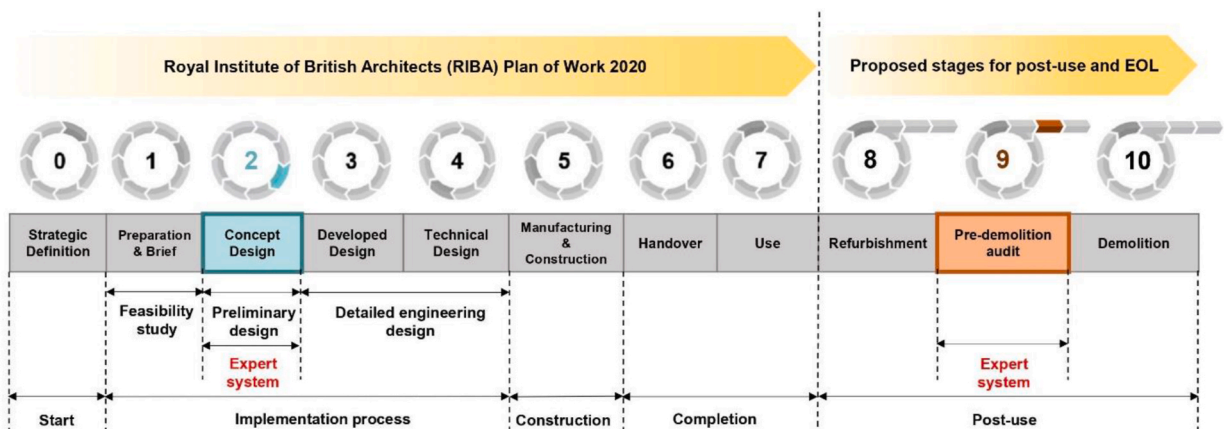 Royal Institute of British Architects (RIBA) Plan of Work 2020
Proposed stages for post-use and EOL
0
1
2
3
4
5
6
7
8
9
10
Strategic
Definition
Preparation
& Brief
Concept
Design
Developed
Design
Technical
Design
Manufacturing
&
Construction
Handover
Use
Refurbishment
Pre-demolition
audit
Demolition
Feasibility
study
Preliminary
design
Detailed engineering
design
Expert
system
Expert
system
Start
Implementation process
Construction
Completion
Post-use